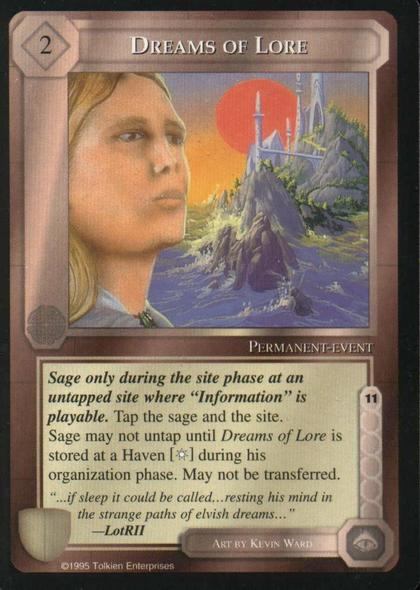 2
DREAMS OF LORE
PERMANENT-EVENT
Sage only during the site phase at an
untapped site where “Information” is
playable. Tap the sage and the site.
Sage may not untap until Dreams of Lore is
stored at a Haven [☼] during his
organization phase. May not be transferred.
“...if sleep it could be called…resting his mind in
the strange paths of elvish dreams…”
—LotRII
11
ART BY KEVIN WARD
©1995 Tolkien Enterprises